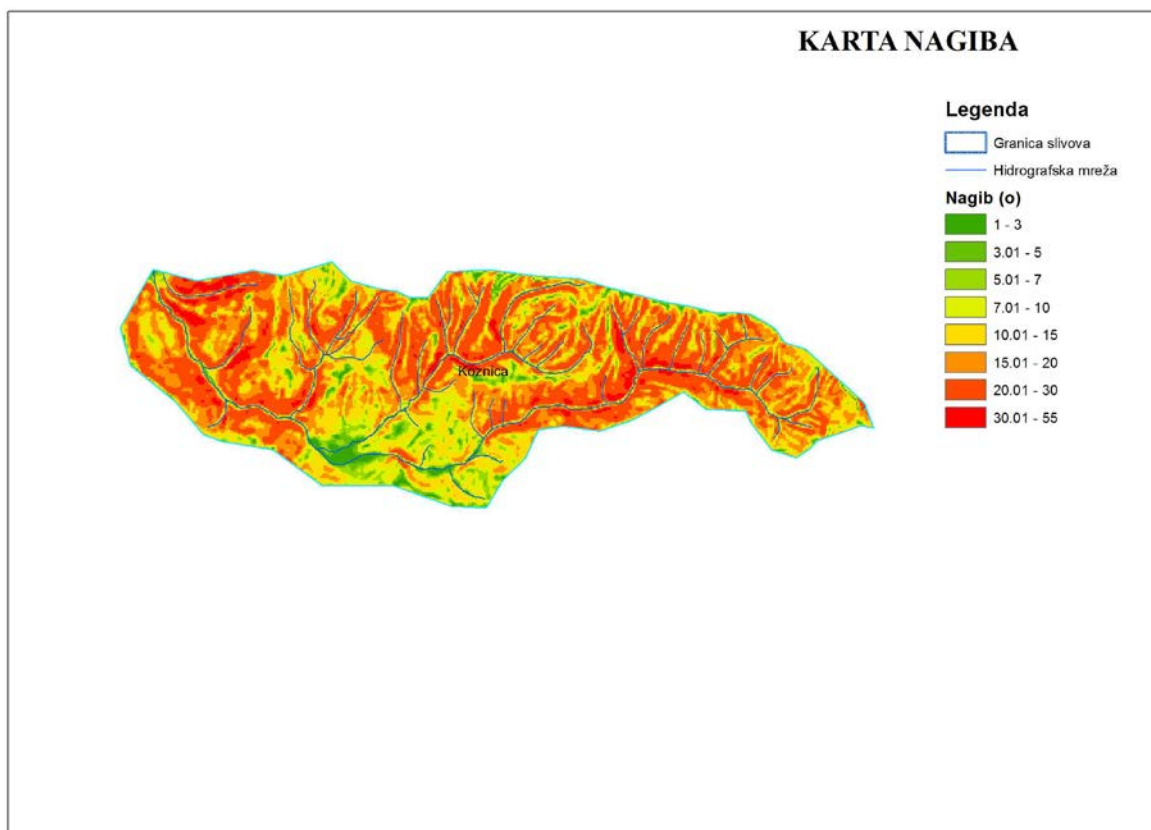 KARTA NAGIBA
Legenda
Granica slivova
Hidrografska mreža
Nagib (o)
1 - 3
3.01 - 5
5.01 - 7
7.01 - 10
10.01 - 15
15.01 - 20
20.01 - 30
30.01 - 55
Koznica